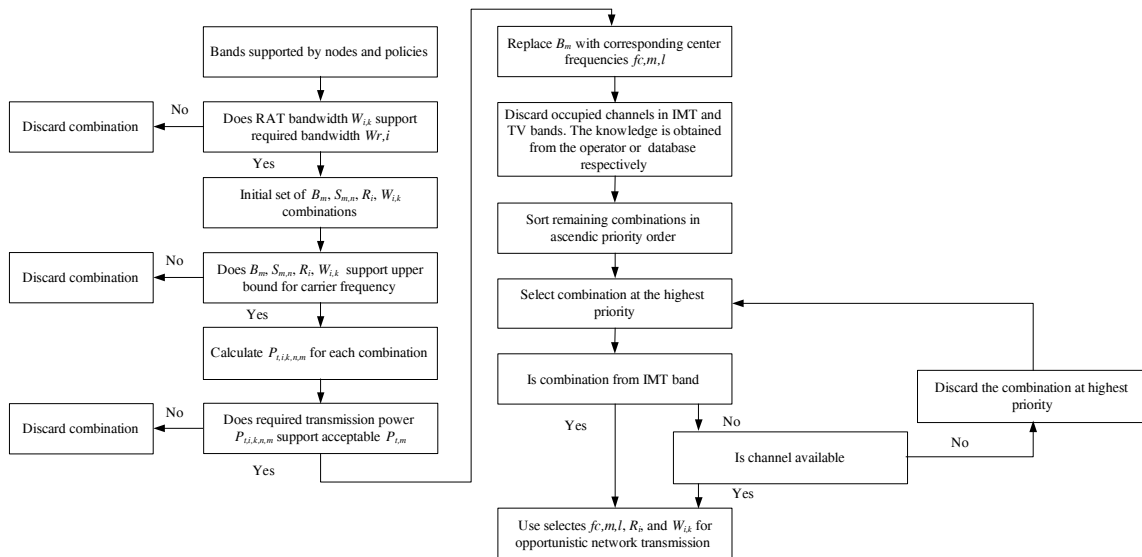 Bands supported by nodes and policies
No
Discard combination
Does RAT bandwidth Wi,k support
required bandwidth Wr,i
Yes
Initial set of Bm, Sm,n, Ri, Wi,k
combinations
No
Discard combination
Does Bm, Sm,n, Ri, Wi,k support upper
bound for carrier frequency
Yes
Calculate Pt,i,k,n,m for each combination
No
Discard combination
Does required transmission power
Pt,i,k,n,m support acceptable Pt,m
Yes
Replace Bm with corresponding center
frequencies fc,m,l
Discard occupied channels in IMT and
TV bands. The knowledge is obtained
from the operator or database
respectively
Sort remaining combinations in
ascendic priority order
Select combination at the highest
priority
Is combination from IMT band
Yes
No
Is channel available
No
Discard the combination at highest
priority
Yes
Use selectes fc,m,l, Ri, and Wi,k for
opportunistic network transmission